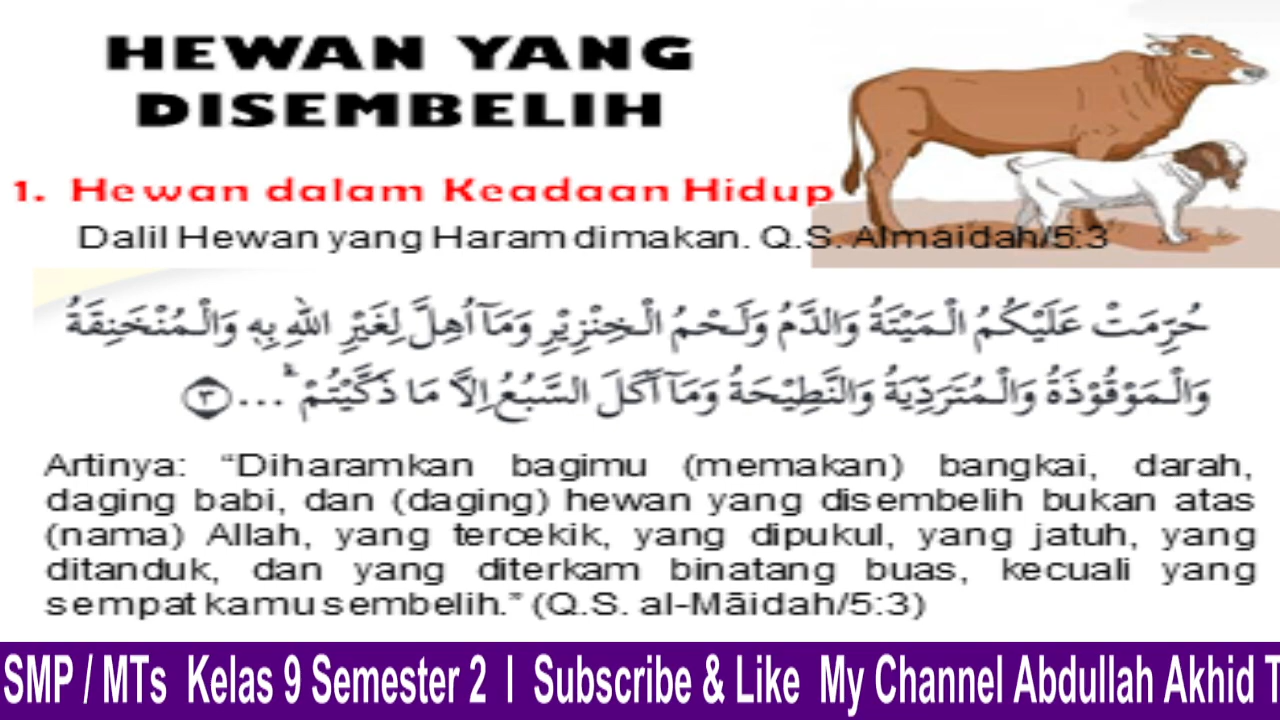 HEWAN YANG
DISEMBELIH
1. Hewan dalam Keadaan Hidup
Dalil Hewan yang Haram dimakan. Q.S. Almaidah/5:3
حُرِّمَتْ عَلَيْكُمُ الْمَيْتَةُ وَالدَّمُ وَلَحْمُ الْخِنْزِيْرِ وَمَآ اُهِلَّ لِغَيْرِ اللّٰهِ بِهٖ وَالْمُنْخَنِقَةُ
وَالْمَوْقُوْذَةُ وَالْمُتَرَدِّيَةُ وَالنَّطِيْحَةُ وَمَآ اَكَلَ السَّبُعُ اِلَّا مَا ذَكَّيْتُمْۗ ... ٣
Artinya: “Diharamkan bagimu (memakan) bangkai, darah,
daging babi, dan (daging) hewan yang disembelih bukan atas
(nama) Allah, yang tercekik, yang dipukul, yang jatuh, yang
ditanduk, dan yang diterkam binatang buas, kecuali yang
sempat kamu sembelih.” (Q.S. al-Māidah/5:3)
SMP / MTs Kelas 9 Semester 2 I Subscribe & Like My Channel Abdullah Akhid T